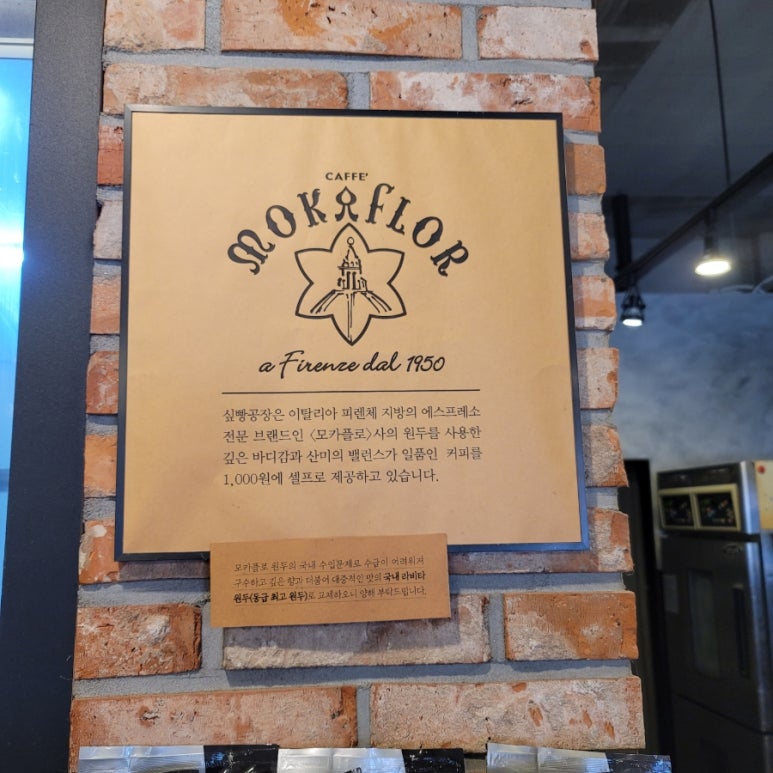 CAFFE'
MOKAFLOR
a Firenze dal 1950
싶빵공장은 이탈리아 피렌체 지방의 에스프레소
전문 브랜드인 〈모카플로〉사의 원두를 사용한
깊은 바디감과 산미의 밸런스가 일품인 커피를
1,000원에 셀프로 제공하고 있습니다.
모카플로 원두의 국내 수입문제로 수급이 어려워져
구수하고 깊은 향과 더불어 대중적인 맛의 국내 라비타
원두(동급 최고 원두)로 교체하오니 양해 부탁드립니다.